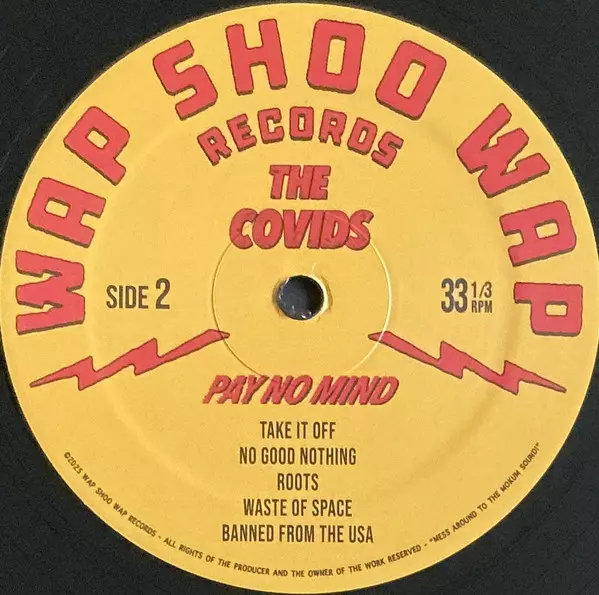 WAP SHOO WAP
RECORDS
THE
COVIDS
SIDE 2
33 1/3
RPM
PAY NO MIND
TAKE IT OFF
NO GOOD NOTHING
ROOTS
WASTE OF SPACE
BANNED FROM THE USA
©2025 WAP SHOO WAP RECORDS - ALL RIGHTS OF THE PRODUCER AND THE OWNER OF THE WORK RESERVED - "MESS AROUND TO THE MOKUM SOUND!"